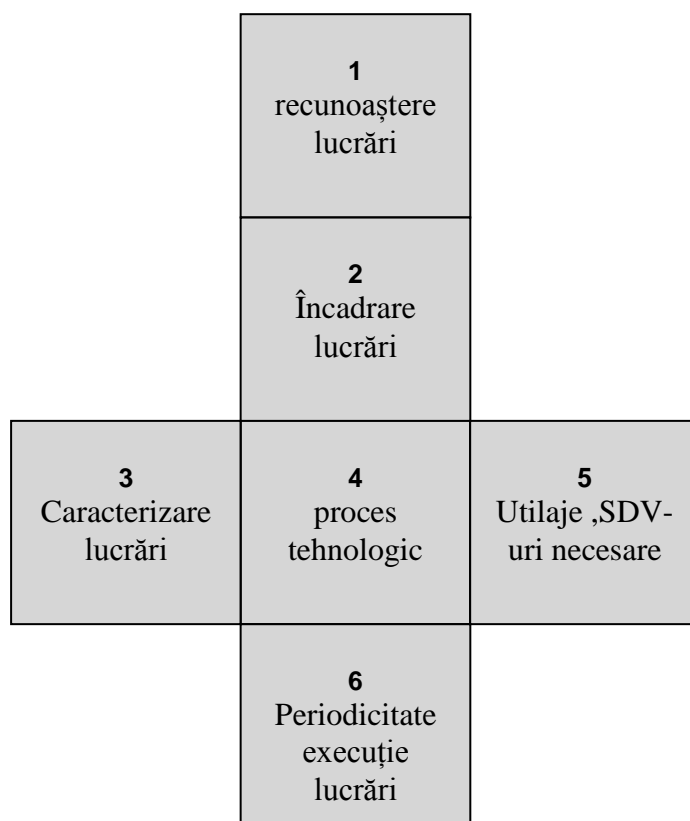 1
recunoaștere
lucrări
2
Încadrare
lucrări
3
Caracterizare
lucrări
4
proces
tehnologic
5
Utilaje ,SDV-
uri necesare
6
Periodicitate
execuție
lucrări